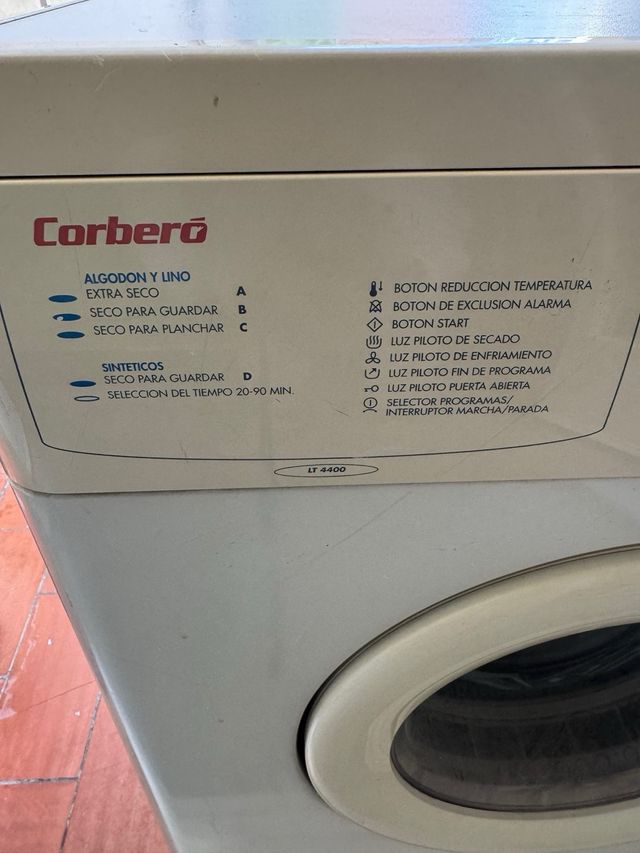 Corberó
ALGODON Y LINO
EXTRA SECO A
SECO PARA GUARDAR B
SECO PARA PLANCHAR C
SINTETICOS
SECO PARA GUARDAR D
SELECCION DEL TIEMPO 20-90 MIN.
BOTON REDUCCION TEMPERATURA
BOTON DE EXCLUSION ALARMA
BOTON START
LUZ PILOTO DE SECADO
LUZ PILOTO DE ENFRIAMIENTO
LUZ PILOTO FIN DE PROGRAMA
LUZ PILOTO PUERTA ABIERTA
SELECTOR PROGRAMAS/
INTERRUPTOR MARCHA/PARADA
LT 4400